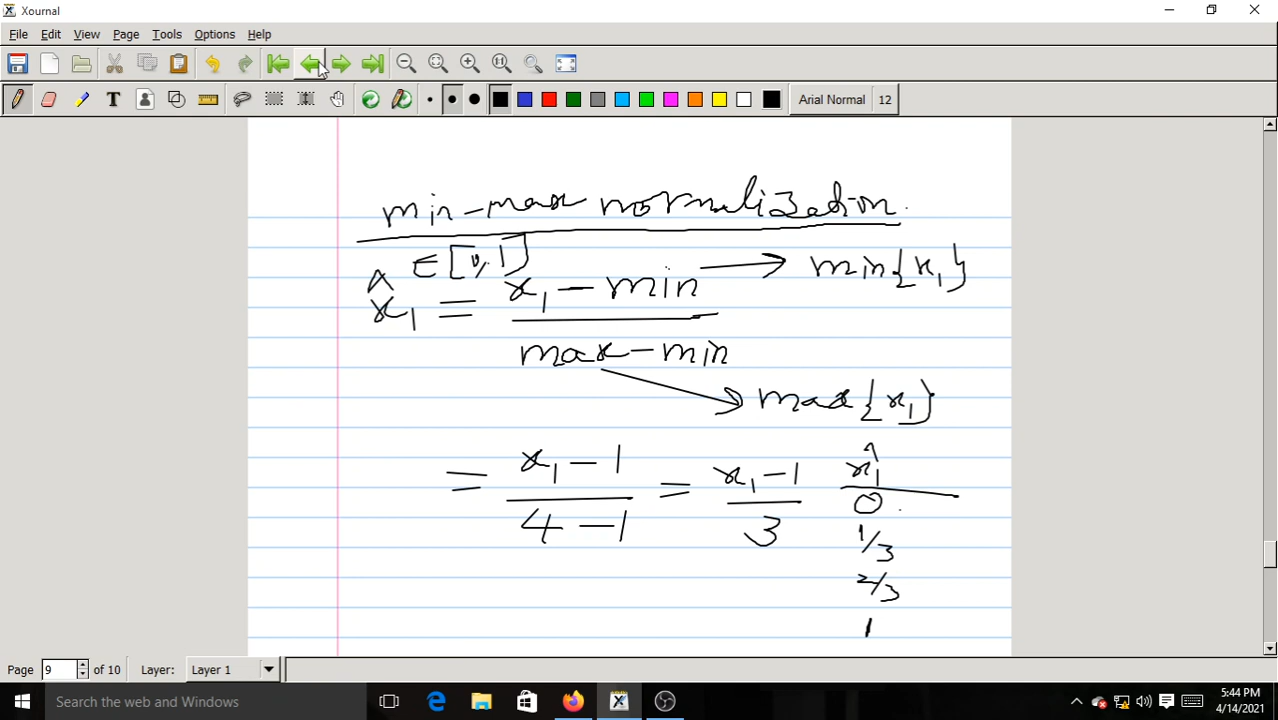 Xournal
File Edit View Page Tools Options Help
Arial Normal 12
min-max normalization
∈ [0, 1]
x̂₁ = x₁ - min / max - min → min{x₁}
→ max{x₁}
= x₁ - 1 / 4 - 1 = x₁ - 1 / 3
x̂₁
0
1/3
2/3
1
Page 9 of 10 Layer: Layer 1
Search the web and Windows
5:44 PM
4/14/2021